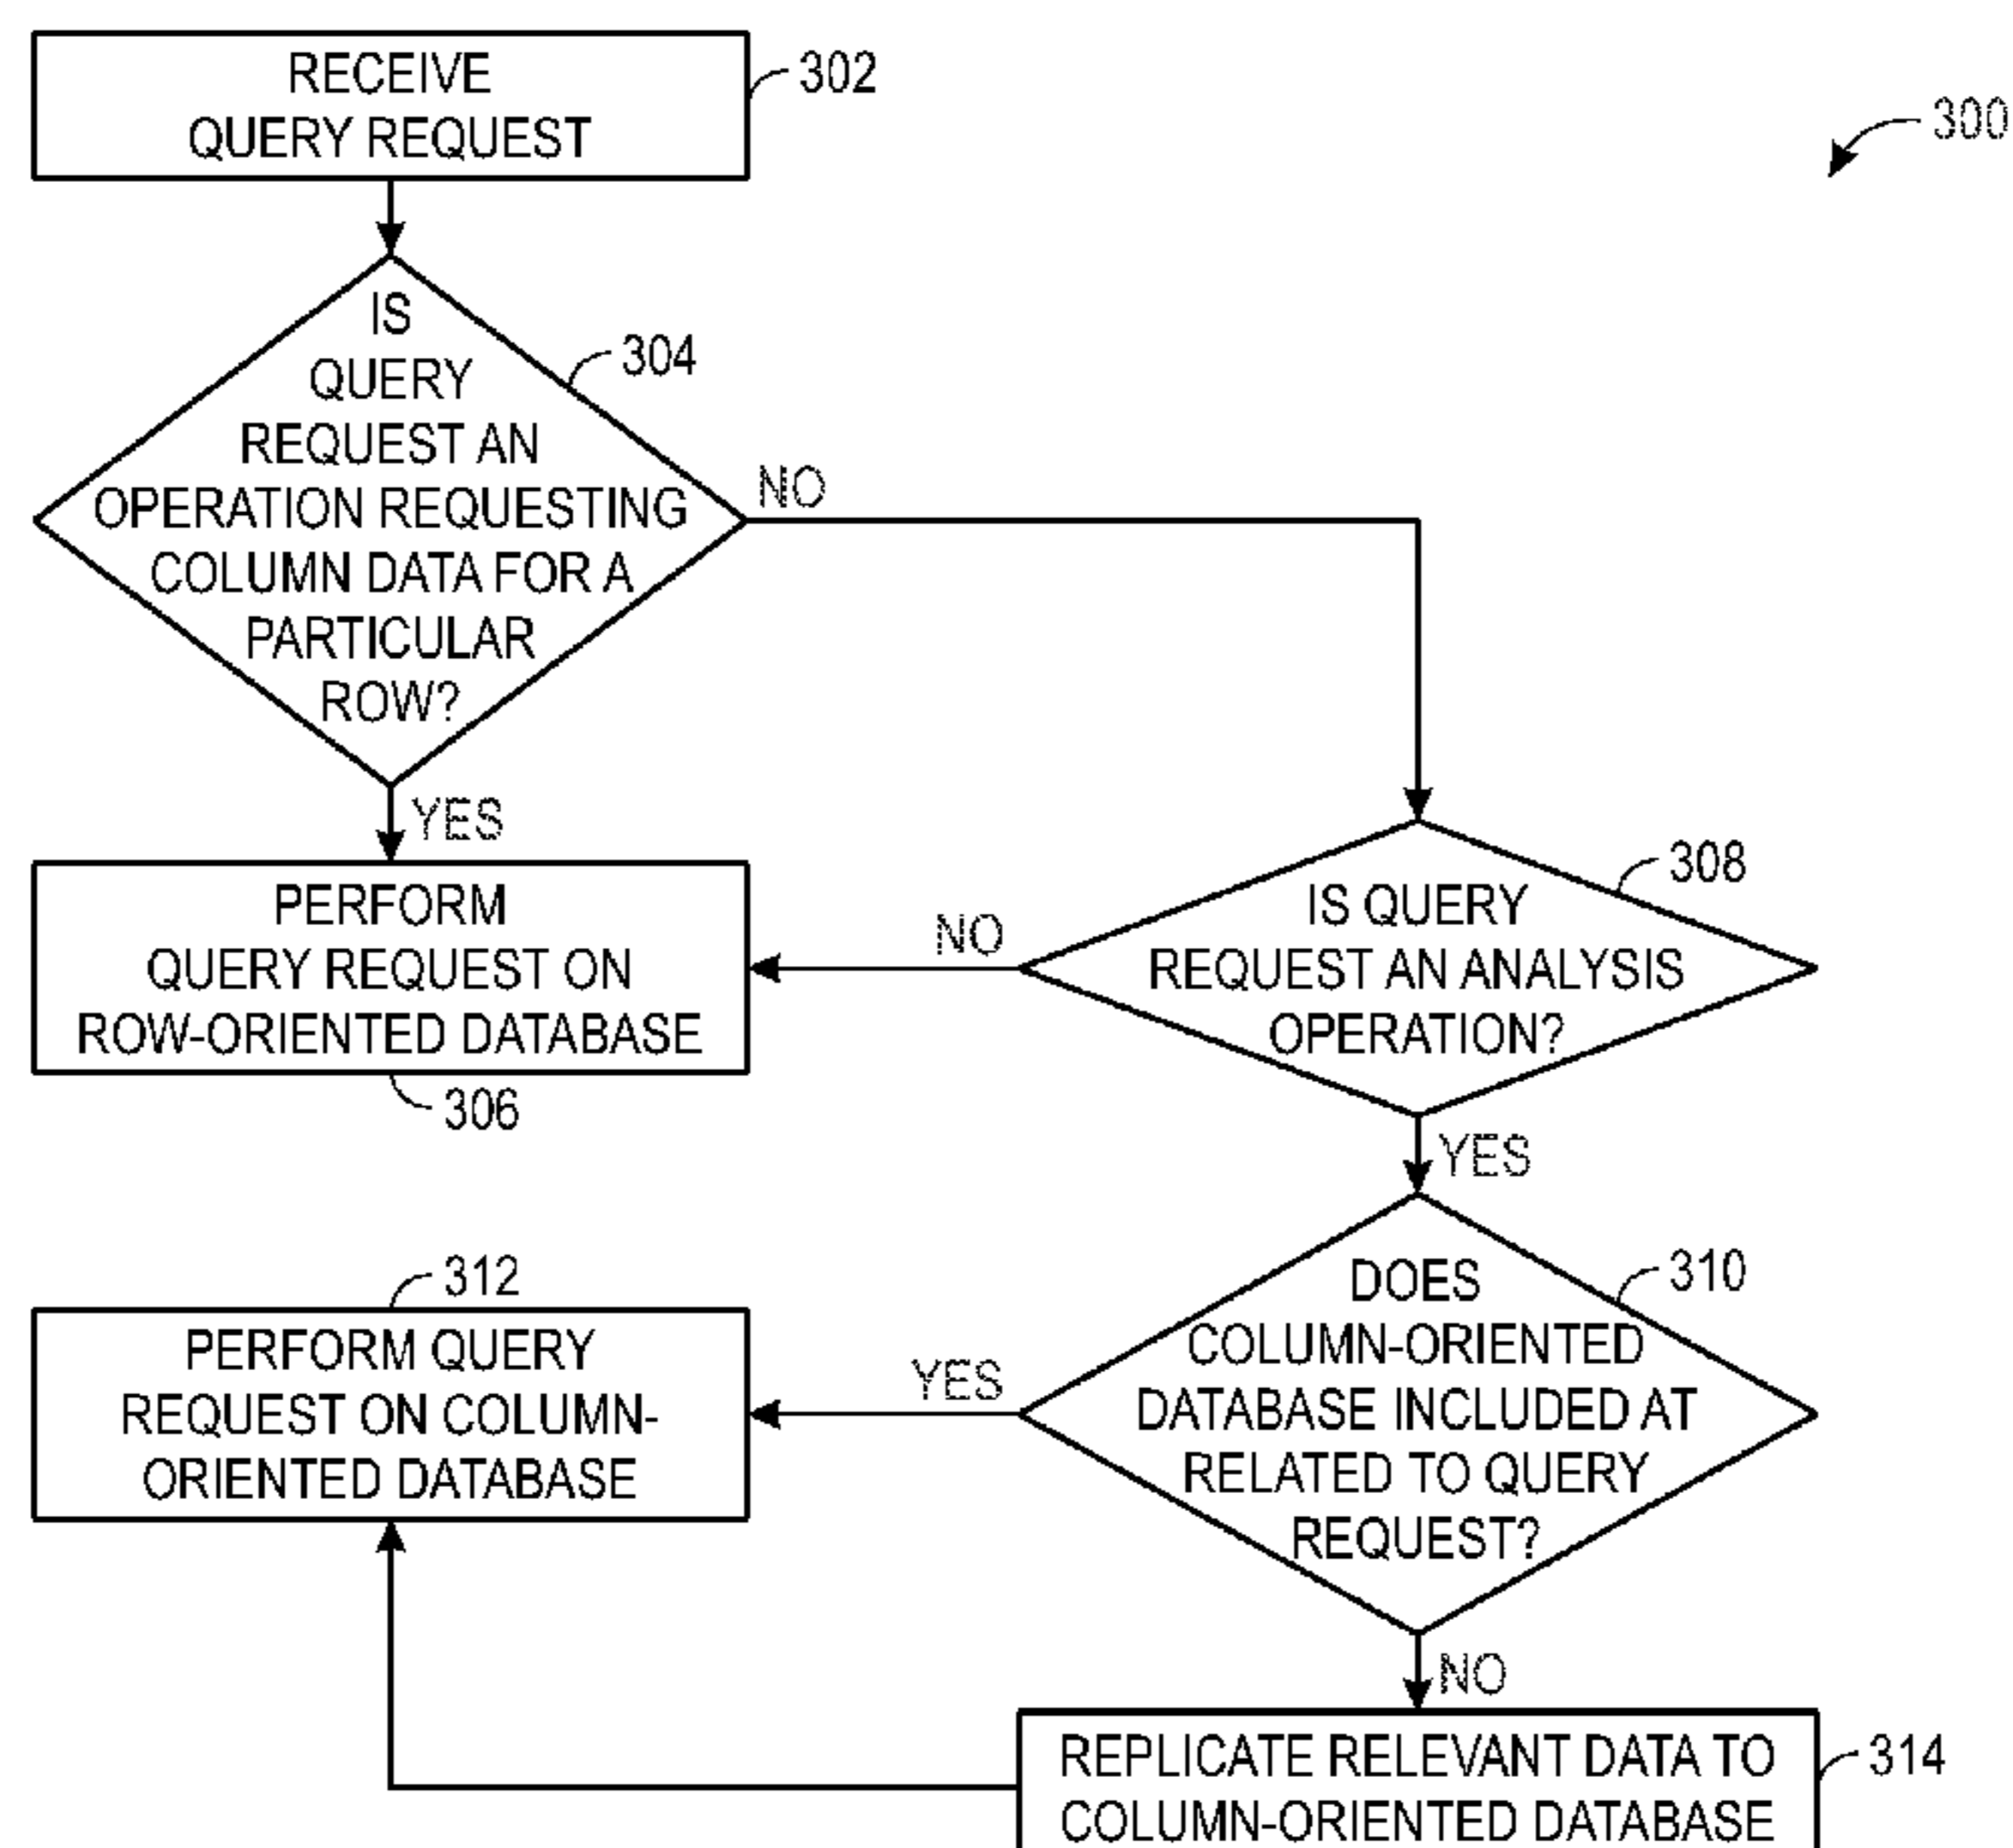 RECEIVE
QUERY REQUEST
302
300
IS
QUERY
REQUEST AN
OPERATION REQUESTING
COLUMN DATA FOR A
PARTICULAR
ROW?
304
NO
YES
PERFORM
QUERY REQUEST ON
ROW-ORIENTED DATABASE
306
NO
IS QUERY
REQUEST AN ANALYSIS
OPERATION?
308
YES
312
PERFORM QUERY
REQUEST ON COLUMN-
ORIENTED DATABASE
YES
DOES
COLUMN-ORIENTED
DATABASE INCLUDED AT
RELATED TO QUERY
REQUEST?
310
NO
REPLICATE RELEVANT DATA TO
COLUMN-ORIENTED DATABASE
314